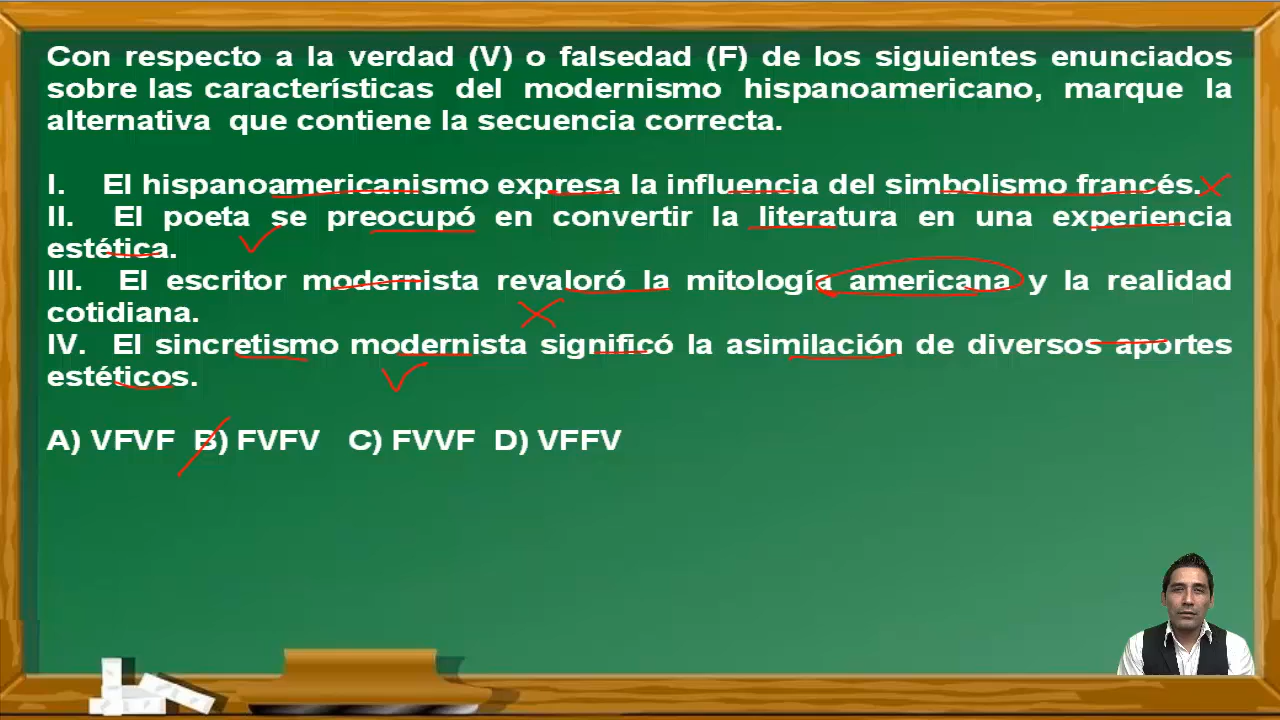 Con respecto a la verdad (V) o falsedad (F) de los siguientes enunciados
sobre las características del modernismo hispanoamericano, marque la
alternativa que contiene la secuencia correcta.
I. El hispanoamericanismo expresa la influencia del simbolismo francés.
II. El poeta se preocupó en convertir la literatura en una experiencia
estética.
III. El escritor modernista revaloró la mitología americana y la realidad
cotidiana.
IV. El sincretismo modernista significó la asimilación de diversos aportes
estéticos.
A) VFVF B) FVFV C) FVVF D) VFFV